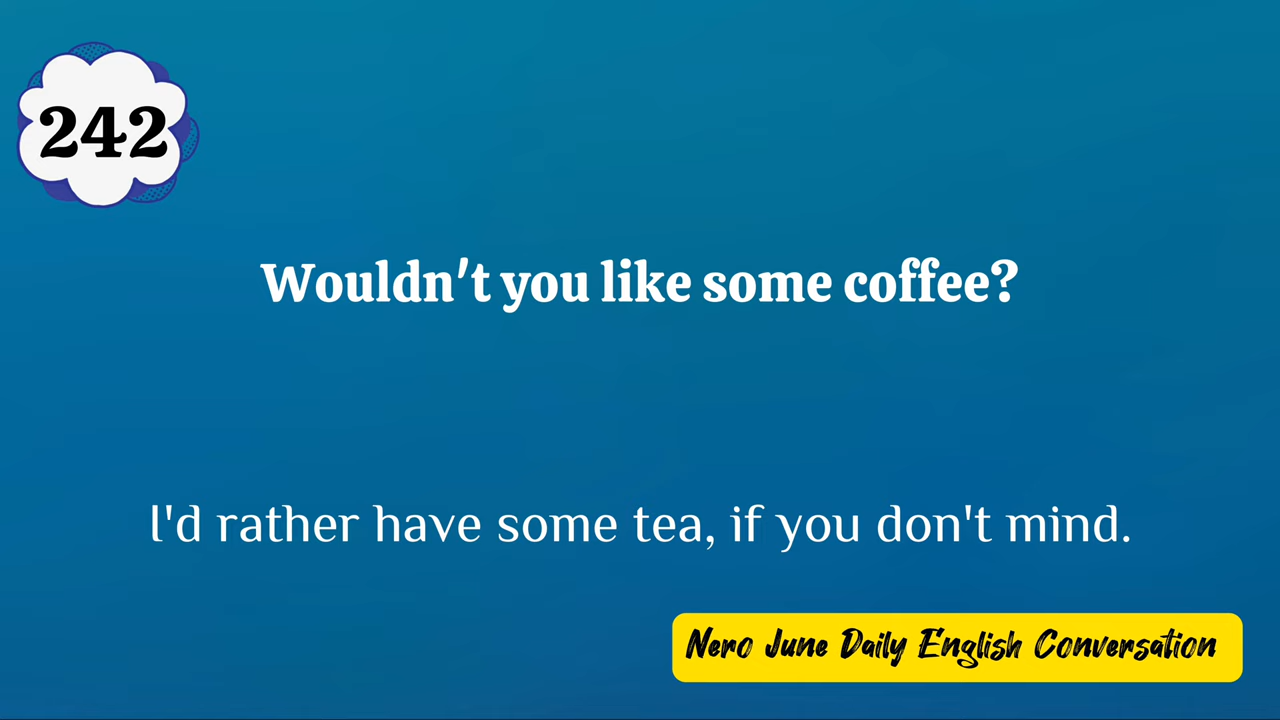 242
Wouldn't you like some coffee?
I'd rather have some tea, if you don't mind.
Nero June Daily English Conversation